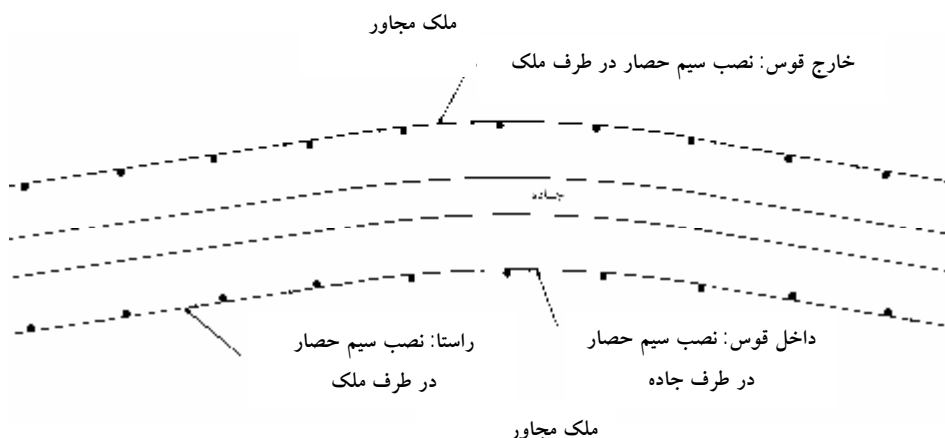 ملک مجاور
خارج قوس: نصب سیم حصار در طرف ملک
جاده
راستا: نصب سیم حصار
در طرف ملک
داخل قوس: نصب سیم حصار
در طرف جاده
ملک مجاور